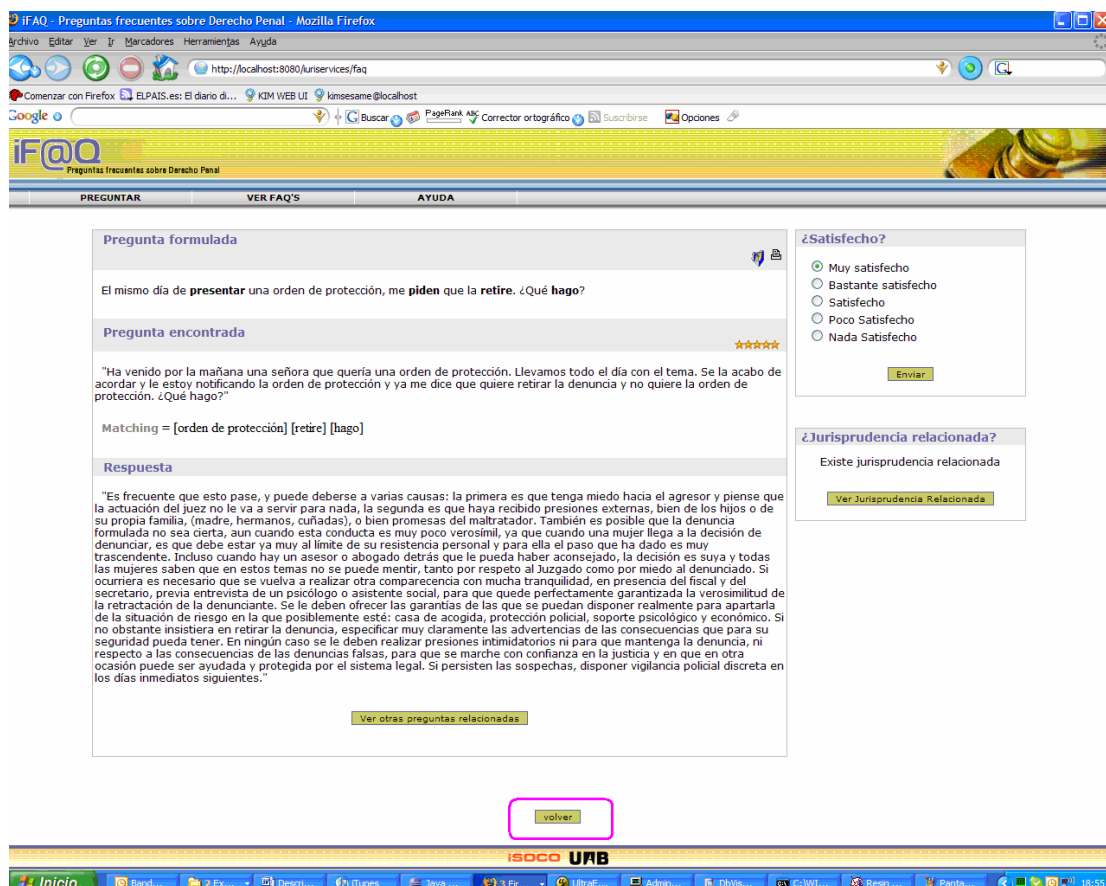 iFAQ - Preguntas frecuentes sobre Derecho Penal - Mozilla Firefox
Archivo Editar Ver Ir Marcadores Herramientas Ayuda
http://localhost:8080/iuriservices/faq
Comenzar con Firefox ELPAIS.es: El diario di... KIM WEB UI kimsesame@localhost
Google Buscar PageRank ABC Corrector ortográfico Suscribirse Opciones
iF@Q
Preguntas frecuentes sobre Derecho Penal
PREGUNTAR VER FAQ'S AYUDA
Pregunta formulada
El mismo día de presentar una orden de protección, me piden que la retire. ¿Qué hago?
Pregunta encontrada
"Ha venido por la mañana una señora que quería una orden de protección. Llevamos todo el día con el tema. Se la acabo de
acordar y le estoy notificando la orden de protección y ya me dice que quiere retirar la denuncia y no quiere la orden de
protección. ¿Qué hago?"
Matching = [orden de protección] [retire] [hago]
Respuesta
"Es frecuente que esto pase, y puede deberse a varias causas: la primera es que tenga miedo hacia el agresor y piense que
la actuación del juez no le va a servir para nada, la segunda es que haya recibido presiones externas, bien de los hijos o de
su propia familia, (madre, hermanos, cuñadas), o bien promesas del maltratador. También es posible que la denuncia
formulada no sea cierta, aun cuando esta conducta es muy poco verosímil, ya que cuando una mujer llega a la decisión de
denunciar, es que debe estar ya muy al límite de su resistencia personal y para ella el paso que ha dado es muy
trascendente. Incluso cuando hay un asesor o abogado detrás que le pueda haber aconsejado, la decisión es suya y todas
las mujeres saben que en estos temas no se puede mentir, tanto por respeto al Juzgado como por miedo al denunciado. Si
ocurriera es necesario que se vuelva a realizar otra comparecencia con mucha tranquilidad, en presencia del fiscal y del
secretario, previa entrevista de un psicólogo o asistente social, para que quede perfectamente garantizada la verosimilitud de
la retractación de la denunciante. Se le deben ofrecer las garantías de las que se puedan disponer realmente para apartarla
de la situación de riesgo en la que posiblemente esté: casa de acogida, protección policial, soporte psicológico y económico. Si
no obstante insistiera en retirar la denuncia, especificar muy claramente las advertencias de las consecuencias que para su
seguridad pueda tener. En ningún caso se le deben realizar presiones intimidatorios ni para que mantenga la denuncia, ni
respecto a las consecuencias de las denuncias falsas, para que se marche con confianza en la justicia y en que en otra
ocasión puede ser ayudada y protegida por el sistema legal. Si persisten las sospechas, disponer vigilancia policial discreta en
los días inmediatos siguientes."
Ver otras preguntas relacionadas
¿Satisfecho?
Muy satisfecho
Bastante satisfecho
Satisfecho
Poco Satisfecho
Nada Satisfecho
Enviar
¿Jurisprudencia relacionada?
Existe jurisprudencia relacionada
Ver Jurisprudencia Relacionada
volver
isoco UAB
Inicio Band... 2 Ex... Descri... iTunes Java ... 3 Fir... UltraE... Admin... DbVis... C:\WI... Resin ... Panta... 18:55